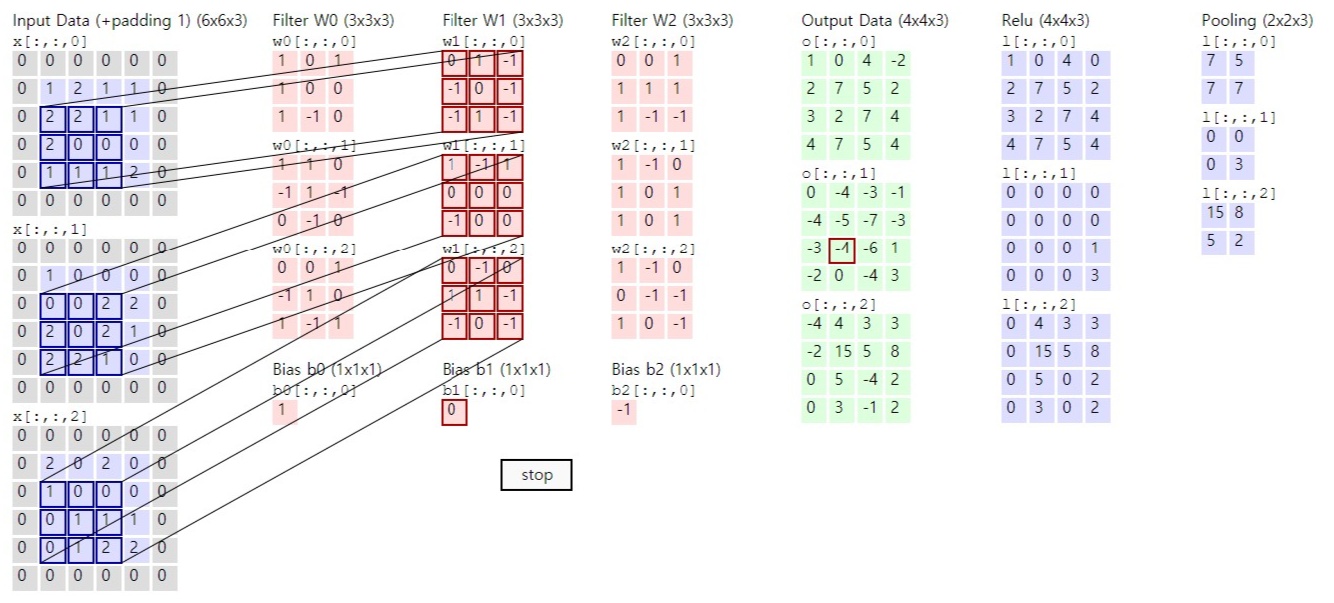 Input Data (+padding 1) (6x6x3)
x[:,:,0]
0 0 0 0 0 0
0 1 2 1 1 0
0 2 2 1 1 0
0 2 0 0 0 0
0 1 1 1 2 0
0 0 0 0 0 0
x[:,:,1]
0 0 0 0 0 0
0 1 0 0 0 0
0 0 0 2 2 0
0 2 0 2 1 0
0 2 2 1 0 0
0 0 0 0 0 0
x[:,:,2]
0 0 0 0 0 0
0 2 0 2 0 0
0 1 0 0 0 0
0 0 1 1 1 0
0 0 1 2 2 0
0 0 0 0 0 0
Filter W0 (3x3x3)
w0[:,:,0]
1 0 1
1 0 0
1 -1 0
w0[:,:,1]
1 1 0
-1 1 -1
0 -1 0
w0[:,:,2]
0 0 1
-1 1 0
1 -1 1
Bias b0 (1x1x1)
b0[:,:,0]
1
Filter W1 (3x3x3)
w1[:,:,0]
0 1 -1
-1 0 -1
-1 1 -1
w1[:,:,1]
1 -1 1
0 0 0
-1 0 0
w1[:,:,2]
0 -1 0
1 1 -1
-1 0 -1
Bias b1 (1x1x1)
b1[:,:,0]
0
Filter W2 (3x3x3)
w2[:,:,0]
0 0 1
1 1 1
1 -1 -1
w2[:,:,1]
1 -1 0
1 0 1
1 0 1
w2[:,:,2]
1 -1 0
0 -1 -1
1 0 -1
Bias b2 (1x1x1)
b2[:,:,0]
-1
stop
Output Data (4x4x3)
o[:,:,0]
1 0 4 -2
2 7 5 2
3 2 7 4
4 7 5 4
o[:,:,1]
0 -4 -3 -1
-4 -5 -7 -3
-3 -4 -6 1
-2 0 -4 3
o[:,:,2]
-4 4 3 3
-2 15 5 8
0 5 -4 2
0 3 -1 2
Relu (4x4x3)
l[:,:,0]
1 0 4 0
2 7 5 2
3 2 7 4
4 7 5 4
l[:,:,1]
0 0 0 0
0 0 0 0
0 0 0 1
0 0 0 3
l[:,:,2]
0 4 3 3
0 15 5 8
0 5 0 2
0 3 0 2
Pooling (2x2x3)
l[:,:,0]
7 5
7 7
l[:,:,1]
0 0
0 3
l[:,:,2]
15 8
5 2